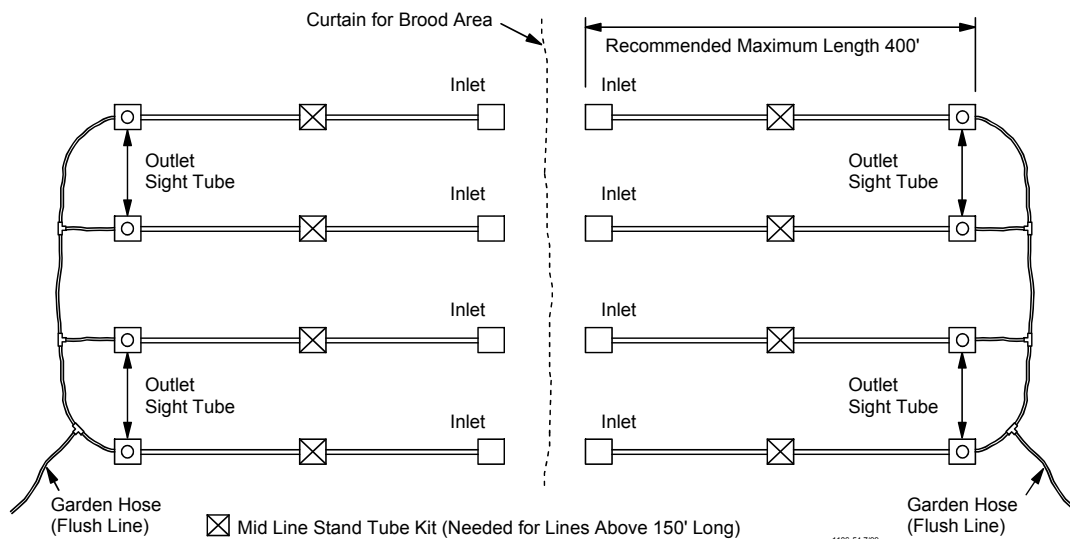 Curtain for Brood Area
Recommended Maximum Length 400'
Inlet
Inlet
Outlet
Sight Tube
Outlet
Sight Tube
Inlet
Inlet
Inlet
Inlet
Outlet
Sight Tube
Outlet
Sight Tube
Inlet
Inlet
Garden Hose
(Flush Line)
Garden Hose
(Flush Line)
Mid Line Stand Tube Kit (Needed for Lines Above 150' Long)